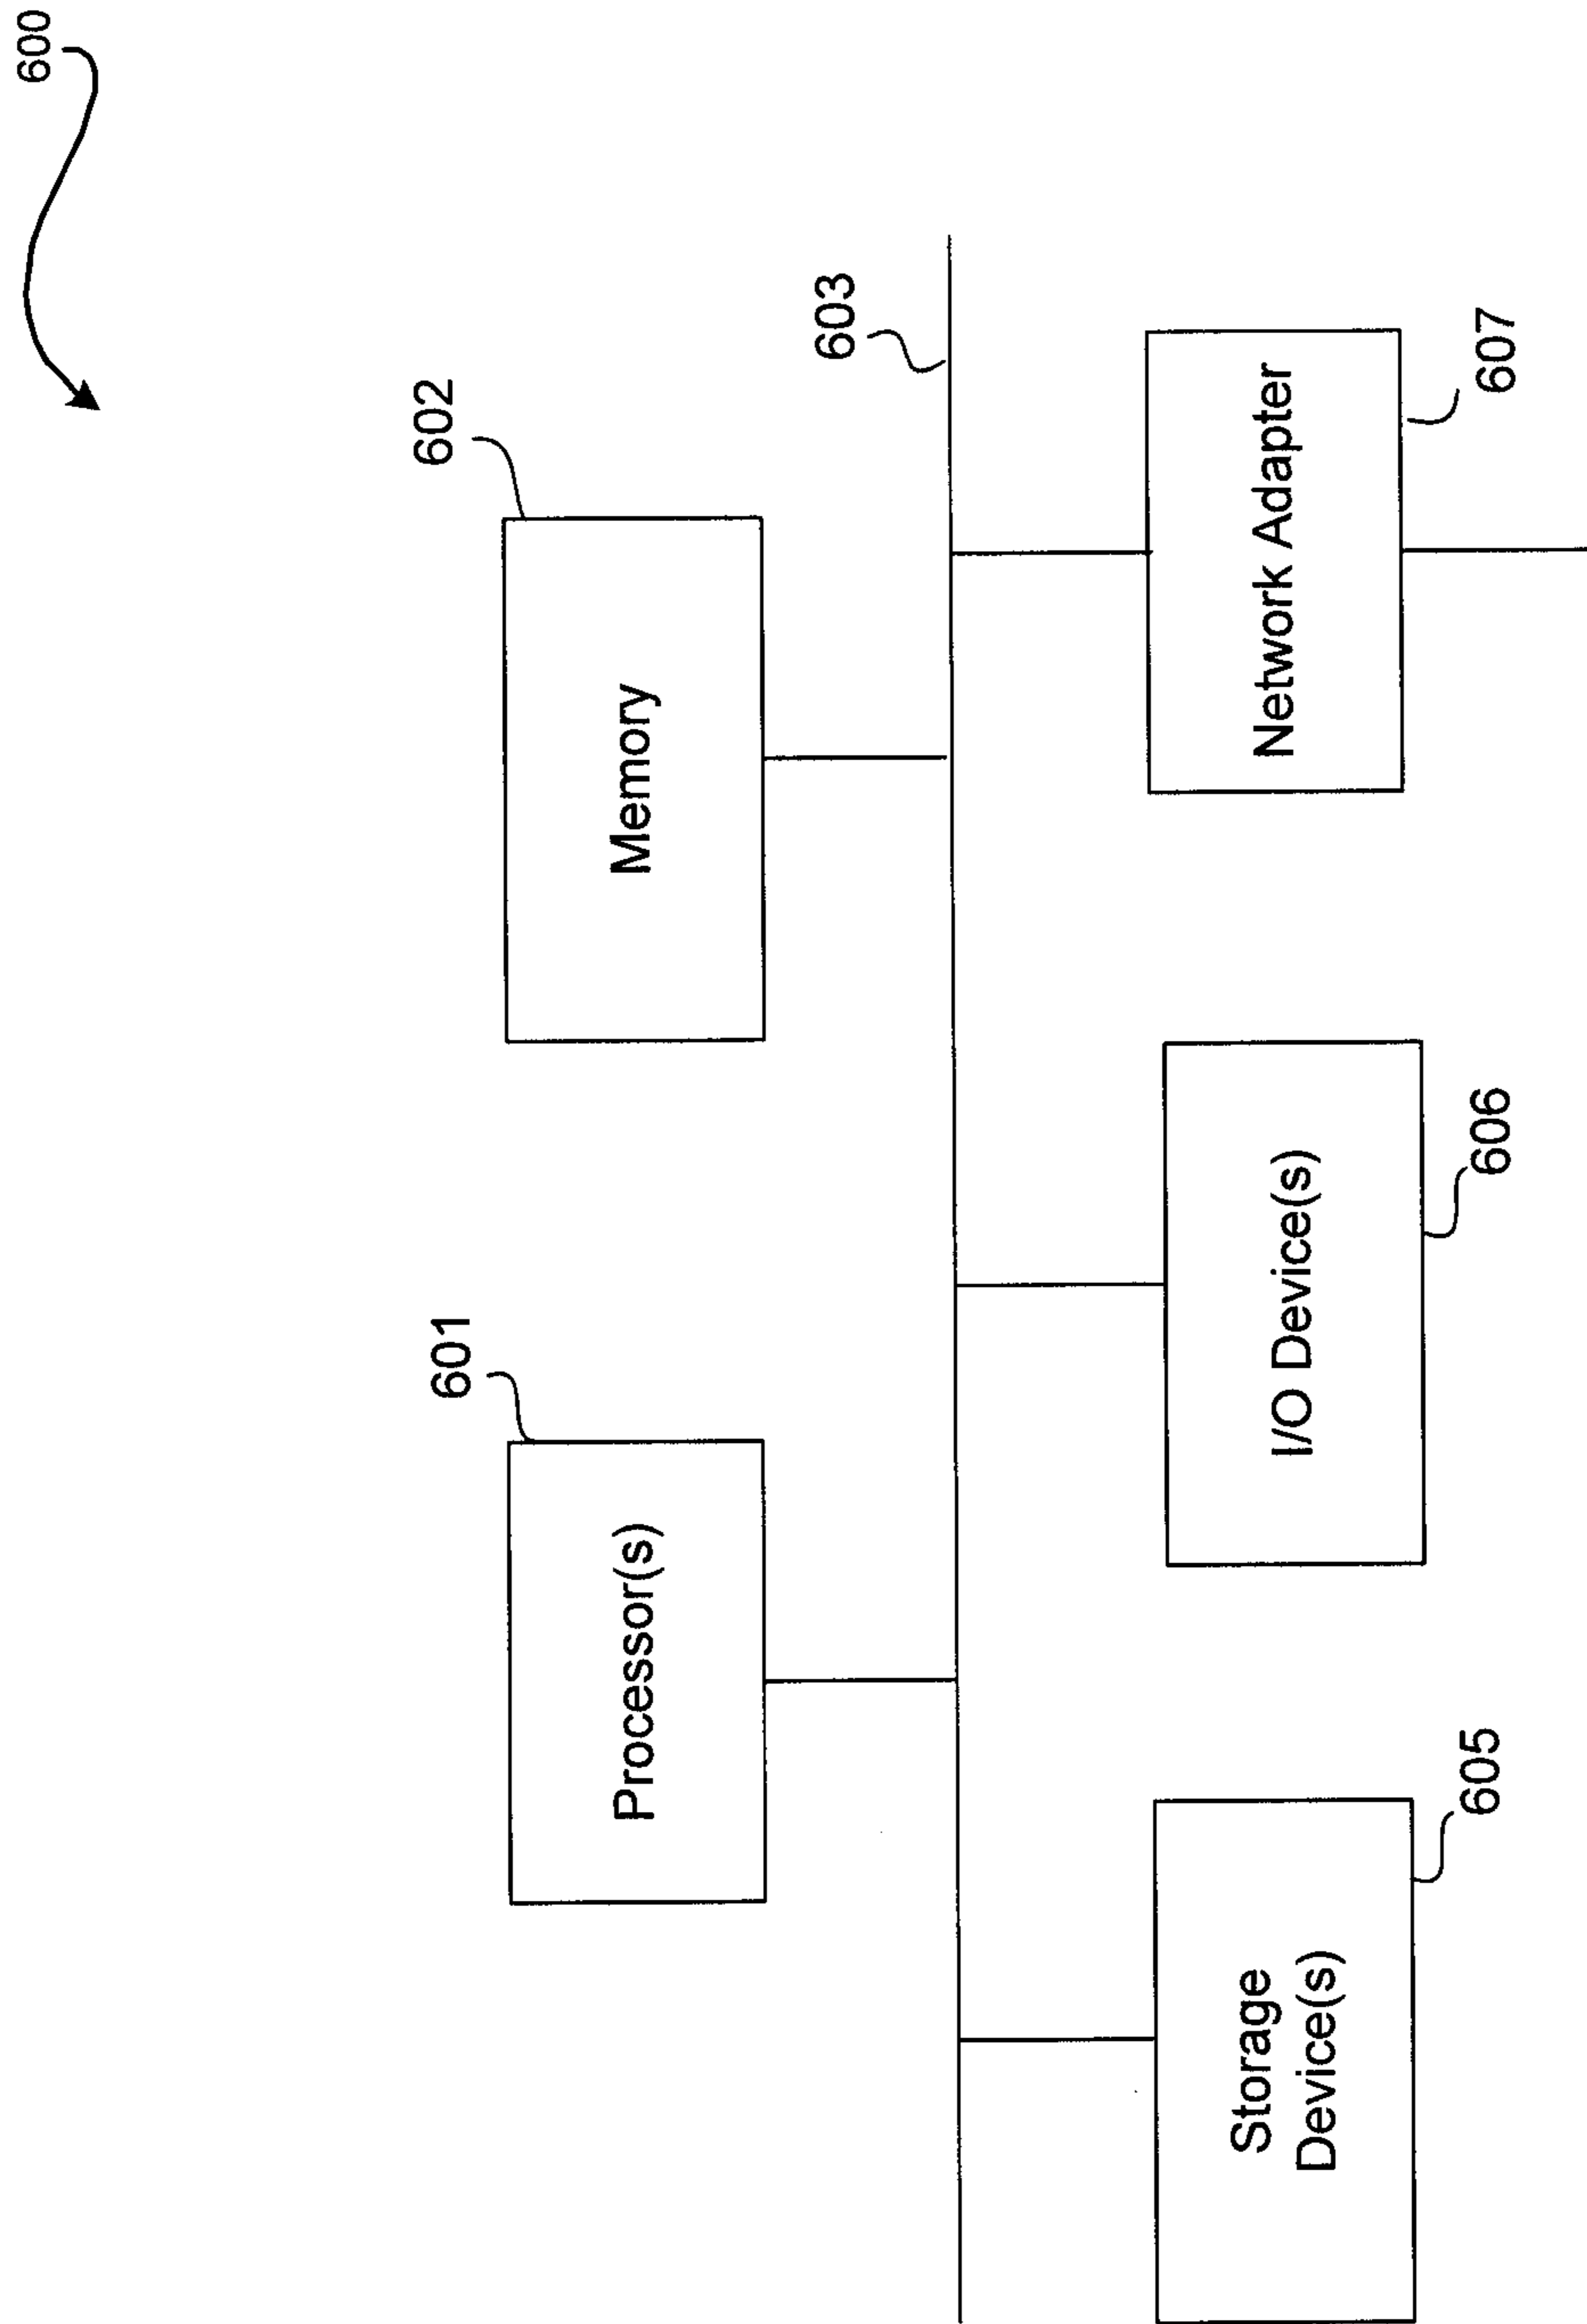 600
602
603
Memory
601
Processor(s)
Network Adapter
607
I/O Device(s)
606
Storage
Device(s)
605